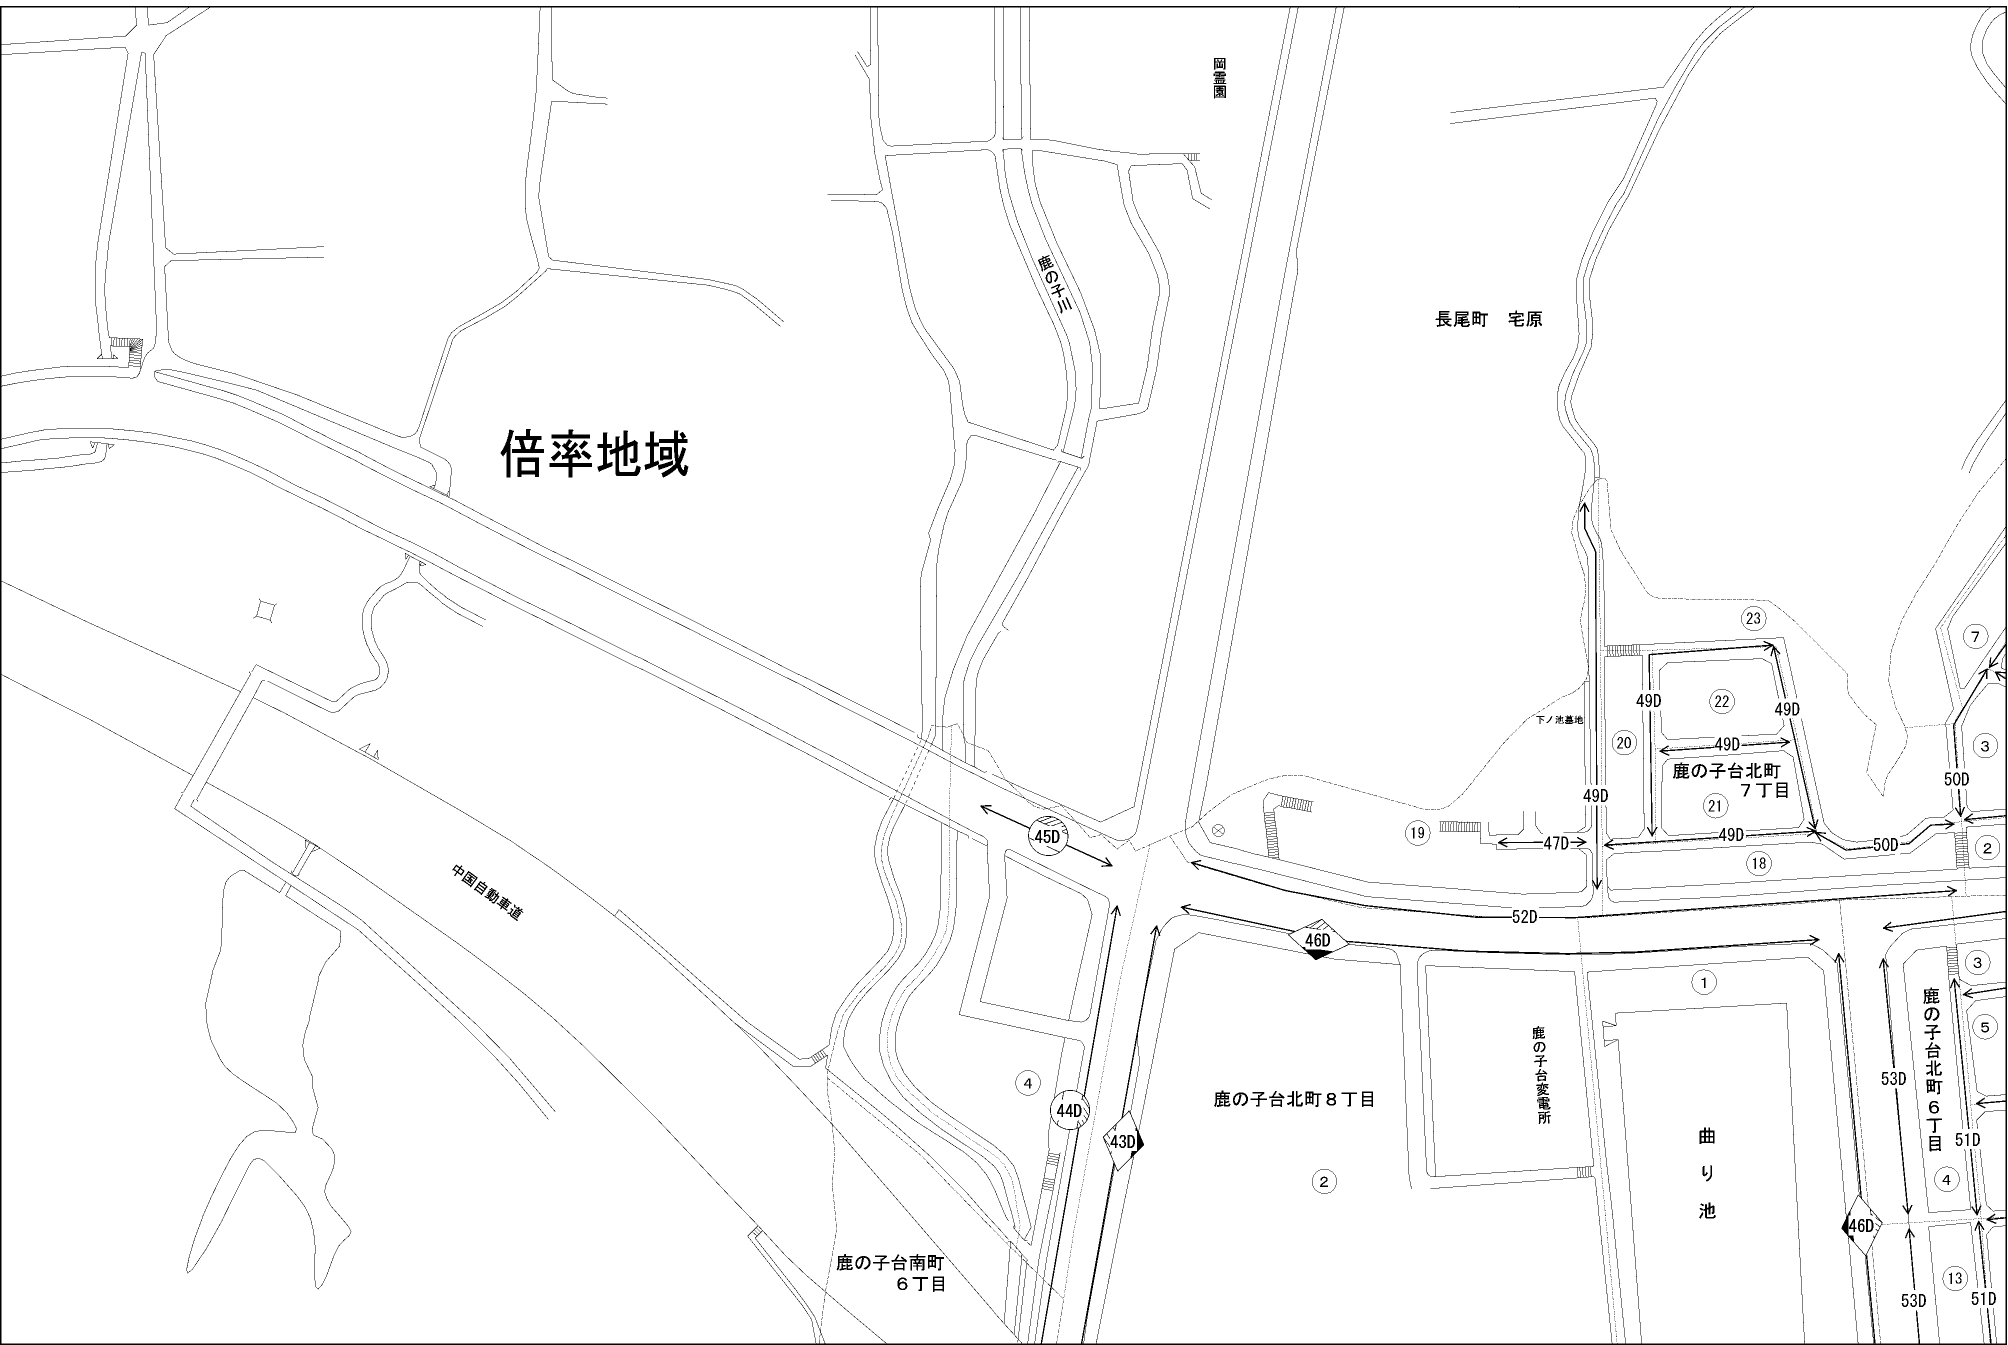 岡霊園
鹿の子川
長尾町　宅原
倍率地域
23
7
22
49D
49D
下ノ池墓地
20
49D
3
鹿の子台北町
７丁目
50D
49D
21
19
45D
47D
49D
50D
2
18
中国自動車道
52D
46D
3
1
鹿の子台北町６丁目
5
鹿の子台変電所
53D
4
44D
鹿の子台北町８丁目
43D
曲り池
51D
2
4
46D
鹿の子台南町
６丁目
13
53D
51D